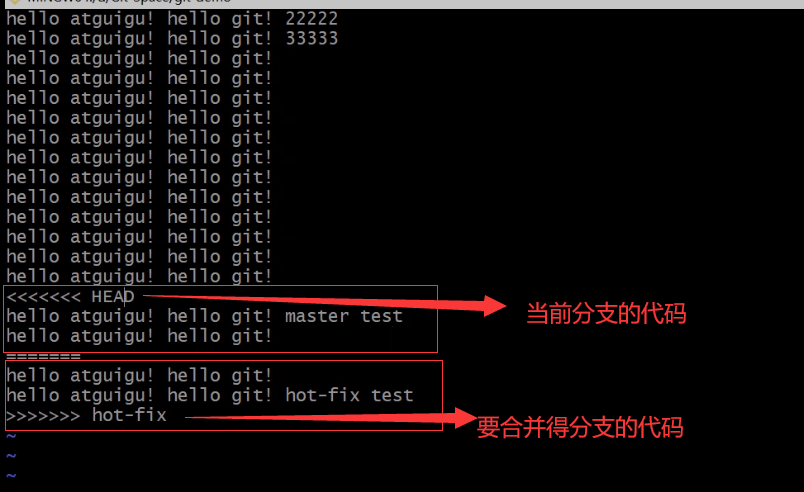 hello atguigu! hello git! 22222
hello atguigu! hello git! 33333
hello atguigu! hello git!
hello atguigu! hello git!
hello atguigu! hello git!
hello atguigu! hello git!
hello atguigu! hello git!
hello atguigu! hello git!
hello atguigu! hello git!
hello atguigu! hello git!
hello atguigu! hello git!
hello atguigu! hello git!
hello atguigu! hello git!
hello atguigu! hello git!
<<<<<<< HEAD
当前分支的代码
hello atguigu! hello git! master test
hello atguigu! hello git!
=======
hello atguigu! hello git!
hello atguigu! hello git! hot-fix test
>>>>>>> hot-fix
要合并得分支的代码
~
~
~